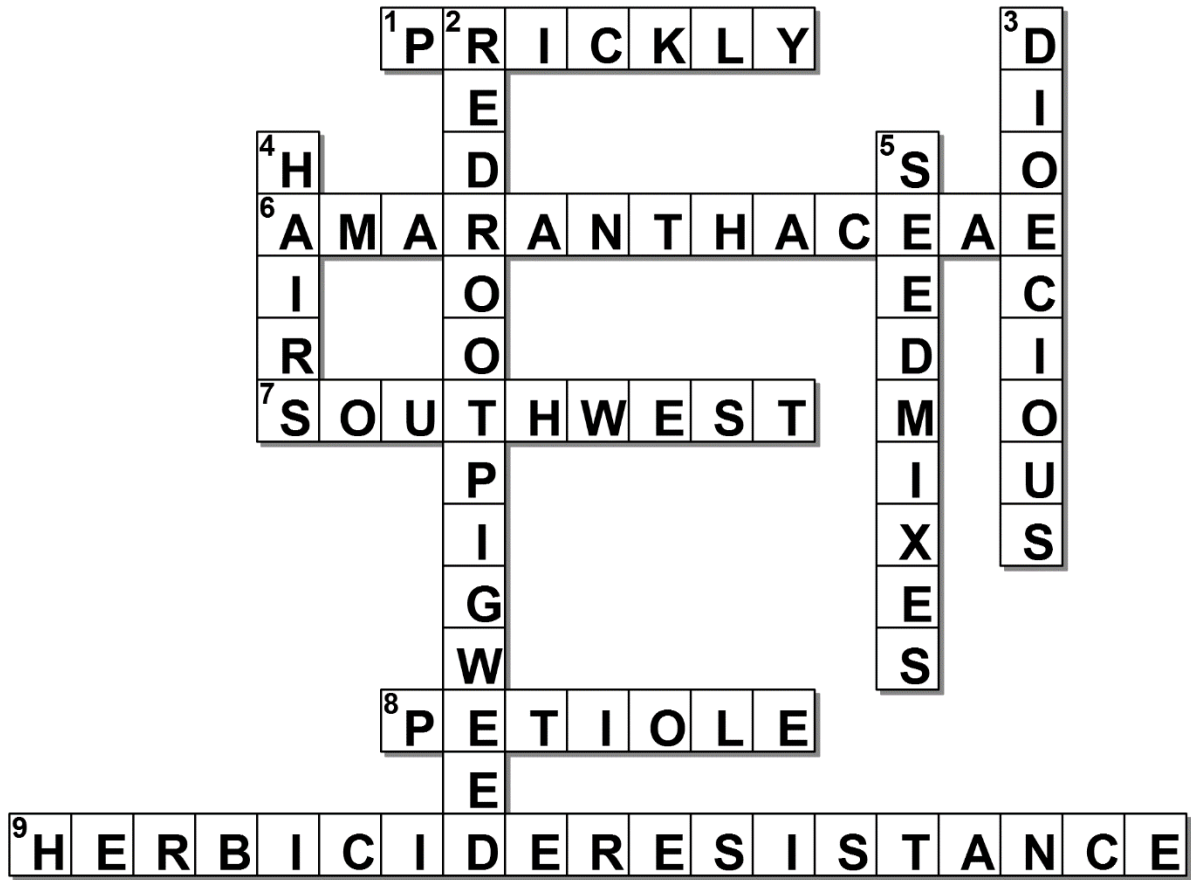 1 P 2 R I C K L Y 3 D
E I
4 H D 5 S O
6 A M A R A N T H A C E A E
I O E C
R O D I
7 S O U T H W E S T M O
P I U
I X S
G E
W S
8 P E T I O L E
E
9 H E R B I C I D E R E S I S T A N C E